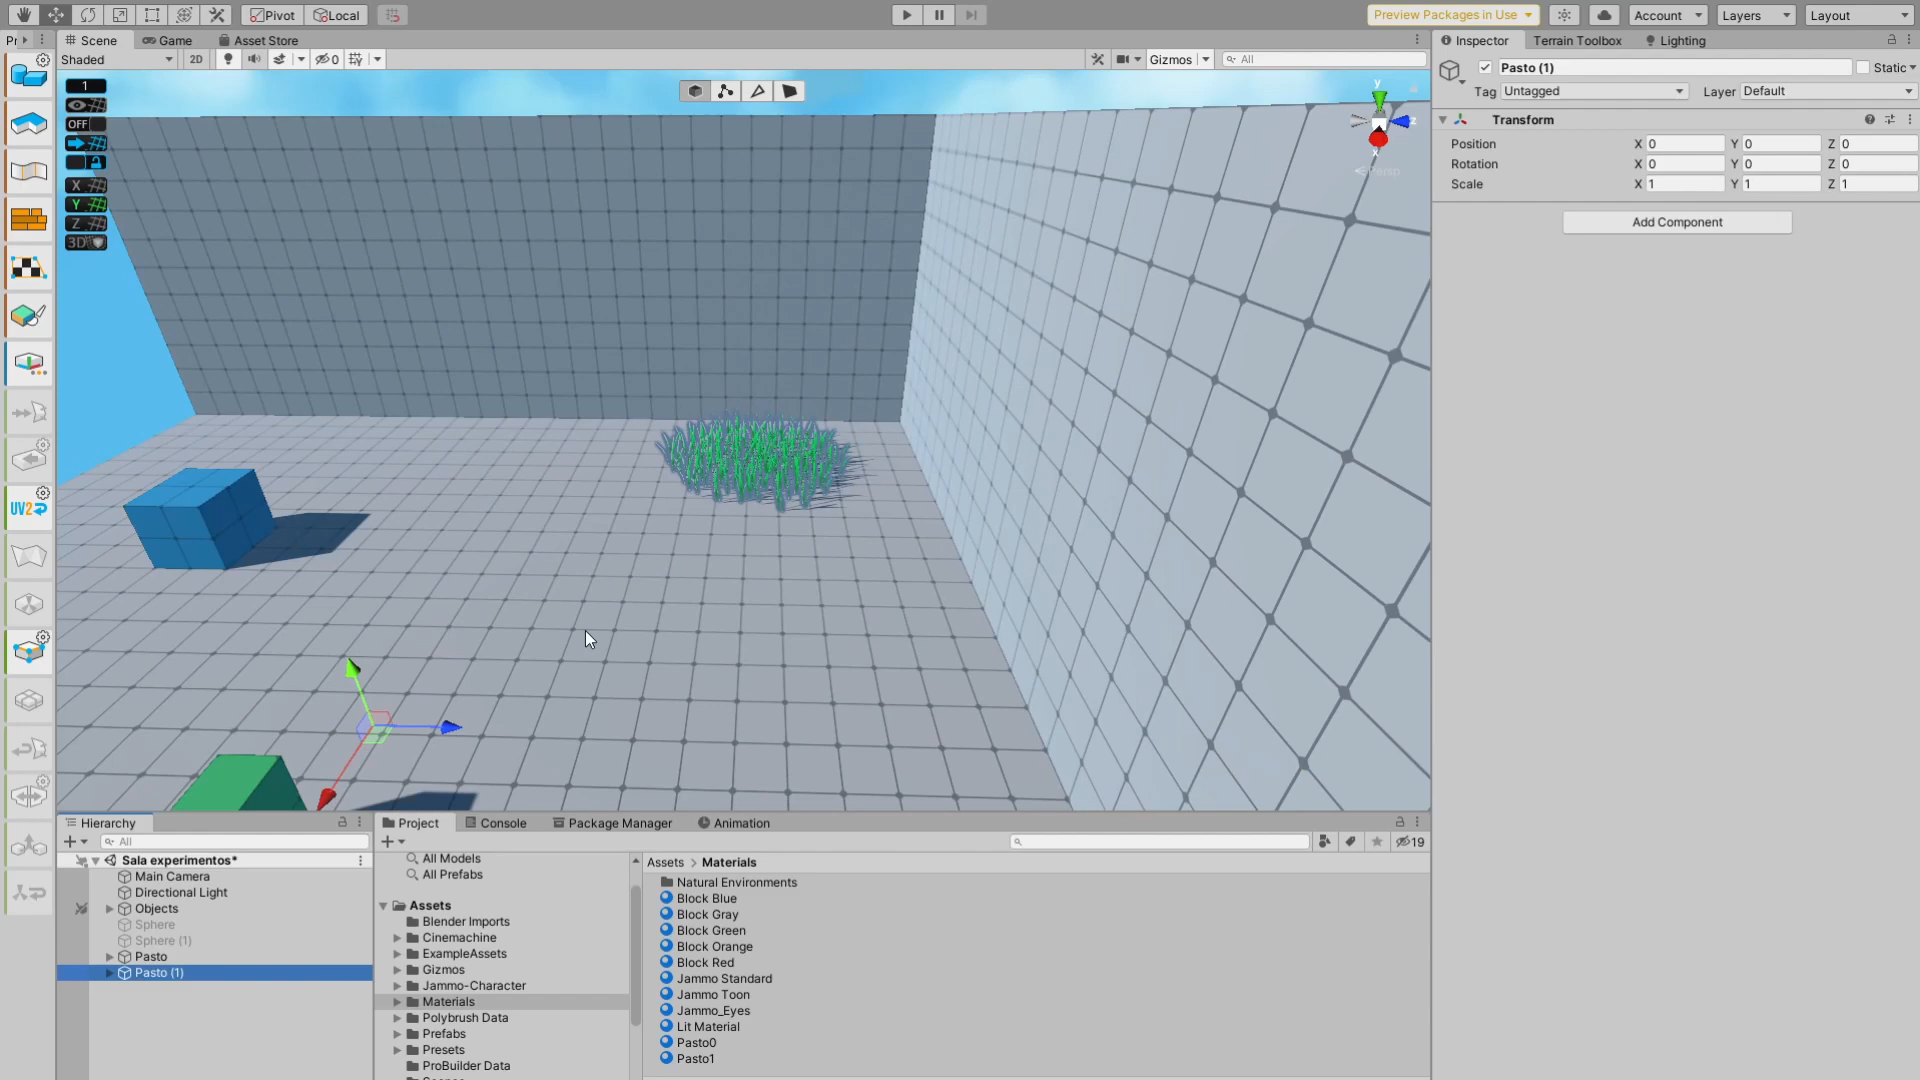 Pivot Local Preview Packages in Use Account Layers Layout
Scene Game Asset Store Inspector Terrain Toolbox Lighting
Shaded 2D 0 Gizmos All
1
OFF
X
Y
Z
3D
y
z
x
Persp
UV2
Pasto (1) Static
Tag Untagged Layer Default
Transform
Position X 0 Y 0 Z 0
Rotation X 0 Y 0 Z 0
Scale X 1 Y 1 Z 1
Add Component
Hierarchy
All
Sala experimentos*
Main Camera
Directional Light
Objects
Sphere
Sphere (1)
Pasto
Pasto (1)
Project Console Package Manager Animation
19
All Models
All Prefabs
Assets
Blender Imports
Cinemachine
ExampleAssets
Gizmos
Jammo-Character
Materials
Polybrush Data
Prefabs
Presets
ProBuilder Data
Assets > Materials
Natural Environments
Block Blue
Block Gray
Block Green
Block Orange
Block Red
Jammo Standard
Jammo Toon
Jammo_Eyes
Lit Material
Pasto0
Pasto1